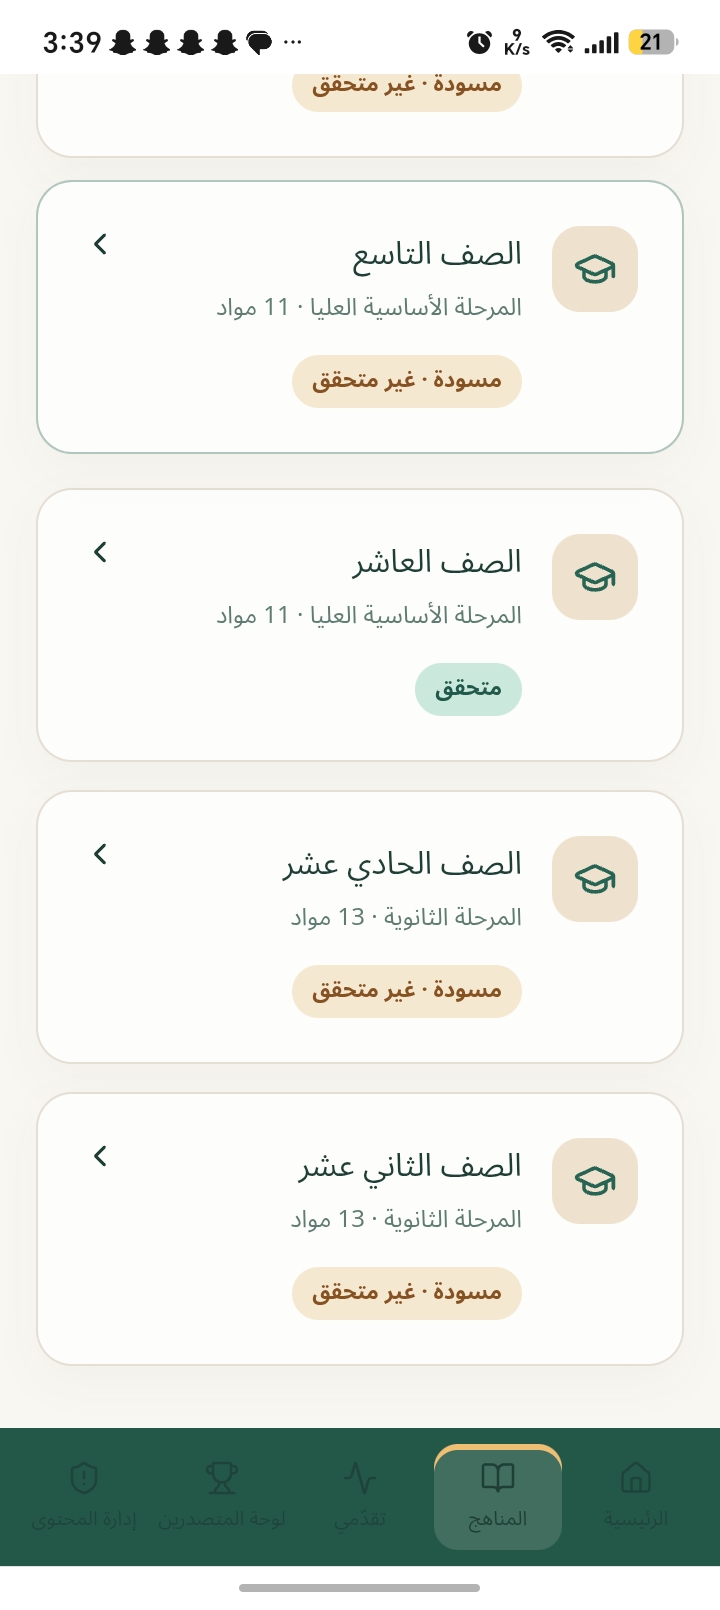 3:39
9 K/s
21
مسودة · غير متحقق
الصف التاسع
المرحلة الأساسية العليا · 11 مواد
مسودة · غير متحقق
الصف العاشر
المرحلة الأساسية العليا · 11 مواد
متحقق
الصف الحادي عشر
المرحلة الثانوية · 13 مواد
مسودة · غير متحقق
الصف الثاني عشر
المرحلة الثانوية · 13 مواد
مسودة · غير متحقق
الرئيسية
المناهج
تقدّمي
لوحة المتصدرين
إدارة المحتوى